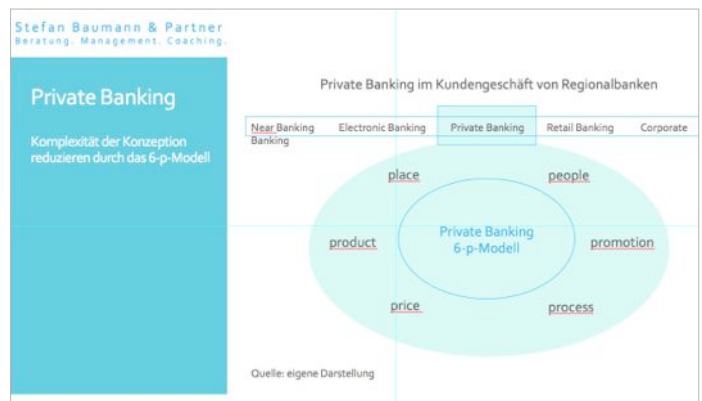 Stefan Baumann & Partner
Beratung. Management. Coaching.
Private Banking
Komplexität der Konzeption
reduzieren durch das 6-p-Modell
Private Banking im Kundengeschäft von Regionalbanken
Near Banking Electronic Banking Private Banking Retail Banking Corporate
Banking
place people
product Private Banking promotion
6-p-Modell
price process
Quelle: eigene Darstellung